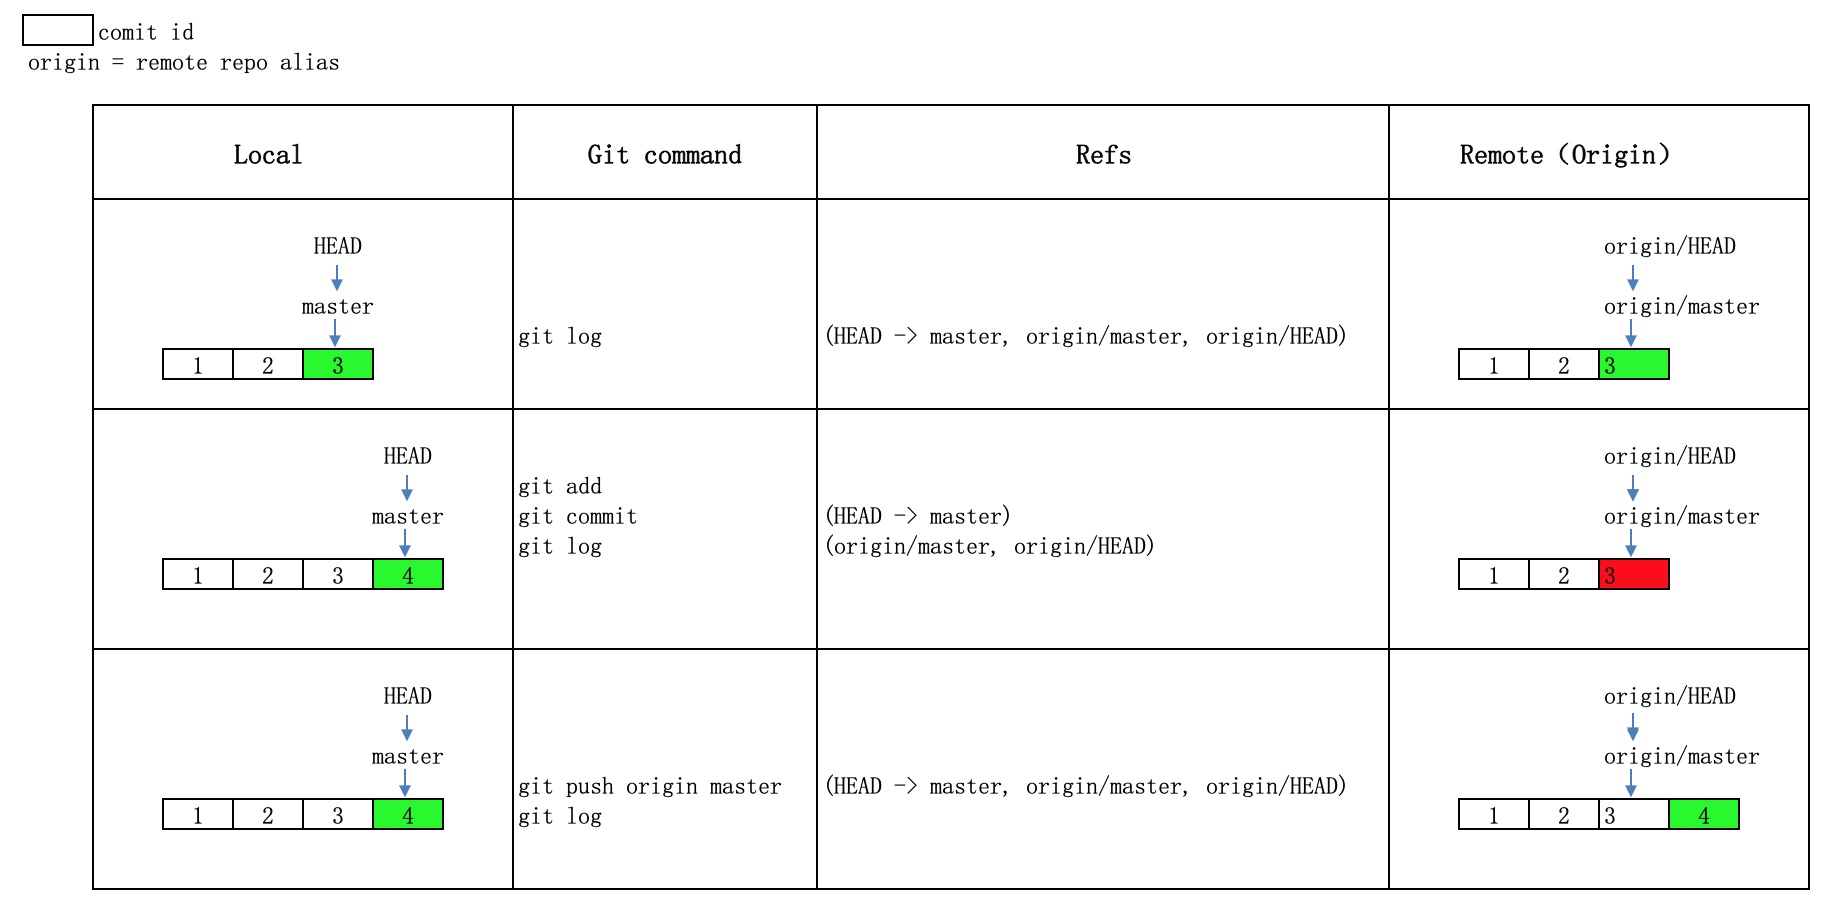 comit id
origin = remote repo alias
Local
Git command
Refs
Remote（Origin）
HEAD
master
1 2 3
git log
(HEAD -> master, origin/master, origin/HEAD)
origin/HEAD
origin/master
1 2 3
HEAD
master
1 2 3 4
git add
git commit
git log
(HEAD -> master)
(origin/master, origin/HEAD)
origin/HEAD
origin/master
1 2 3
HEAD
master
1 2 3 4
git push origin master
git log
(HEAD -> master, origin/master, origin/HEAD)
origin/HEAD
origin/master
1 2 3 4